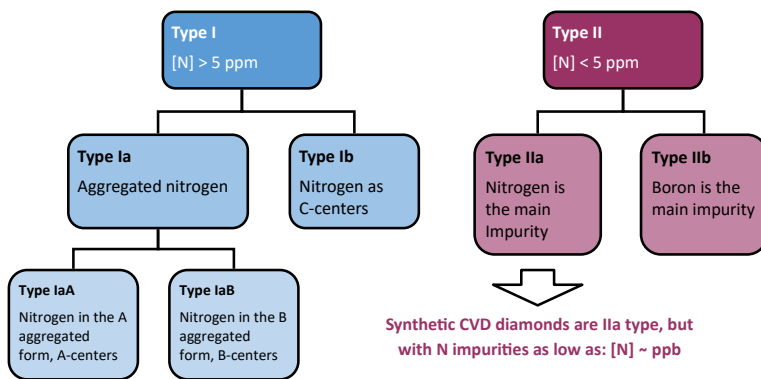 Type I
[N] > 5 ppm
Type II
[N] < 5 ppm
Type Ia
Aggregated nitrogen
Type Ib
Nitrogen as
C-centers
Type IIa
Nitrogen is
the main
Impurity
Type IIb
Boron is the
main impurity
Type IaA
Nitrogen in the A
aggregated
form, A-centers
Type IaB
Nitrogen in the B
aggregated
form, B-centers
Synthetic CVD diamonds are IIa type, but
with N impurities as low as: [N] ~ ppb